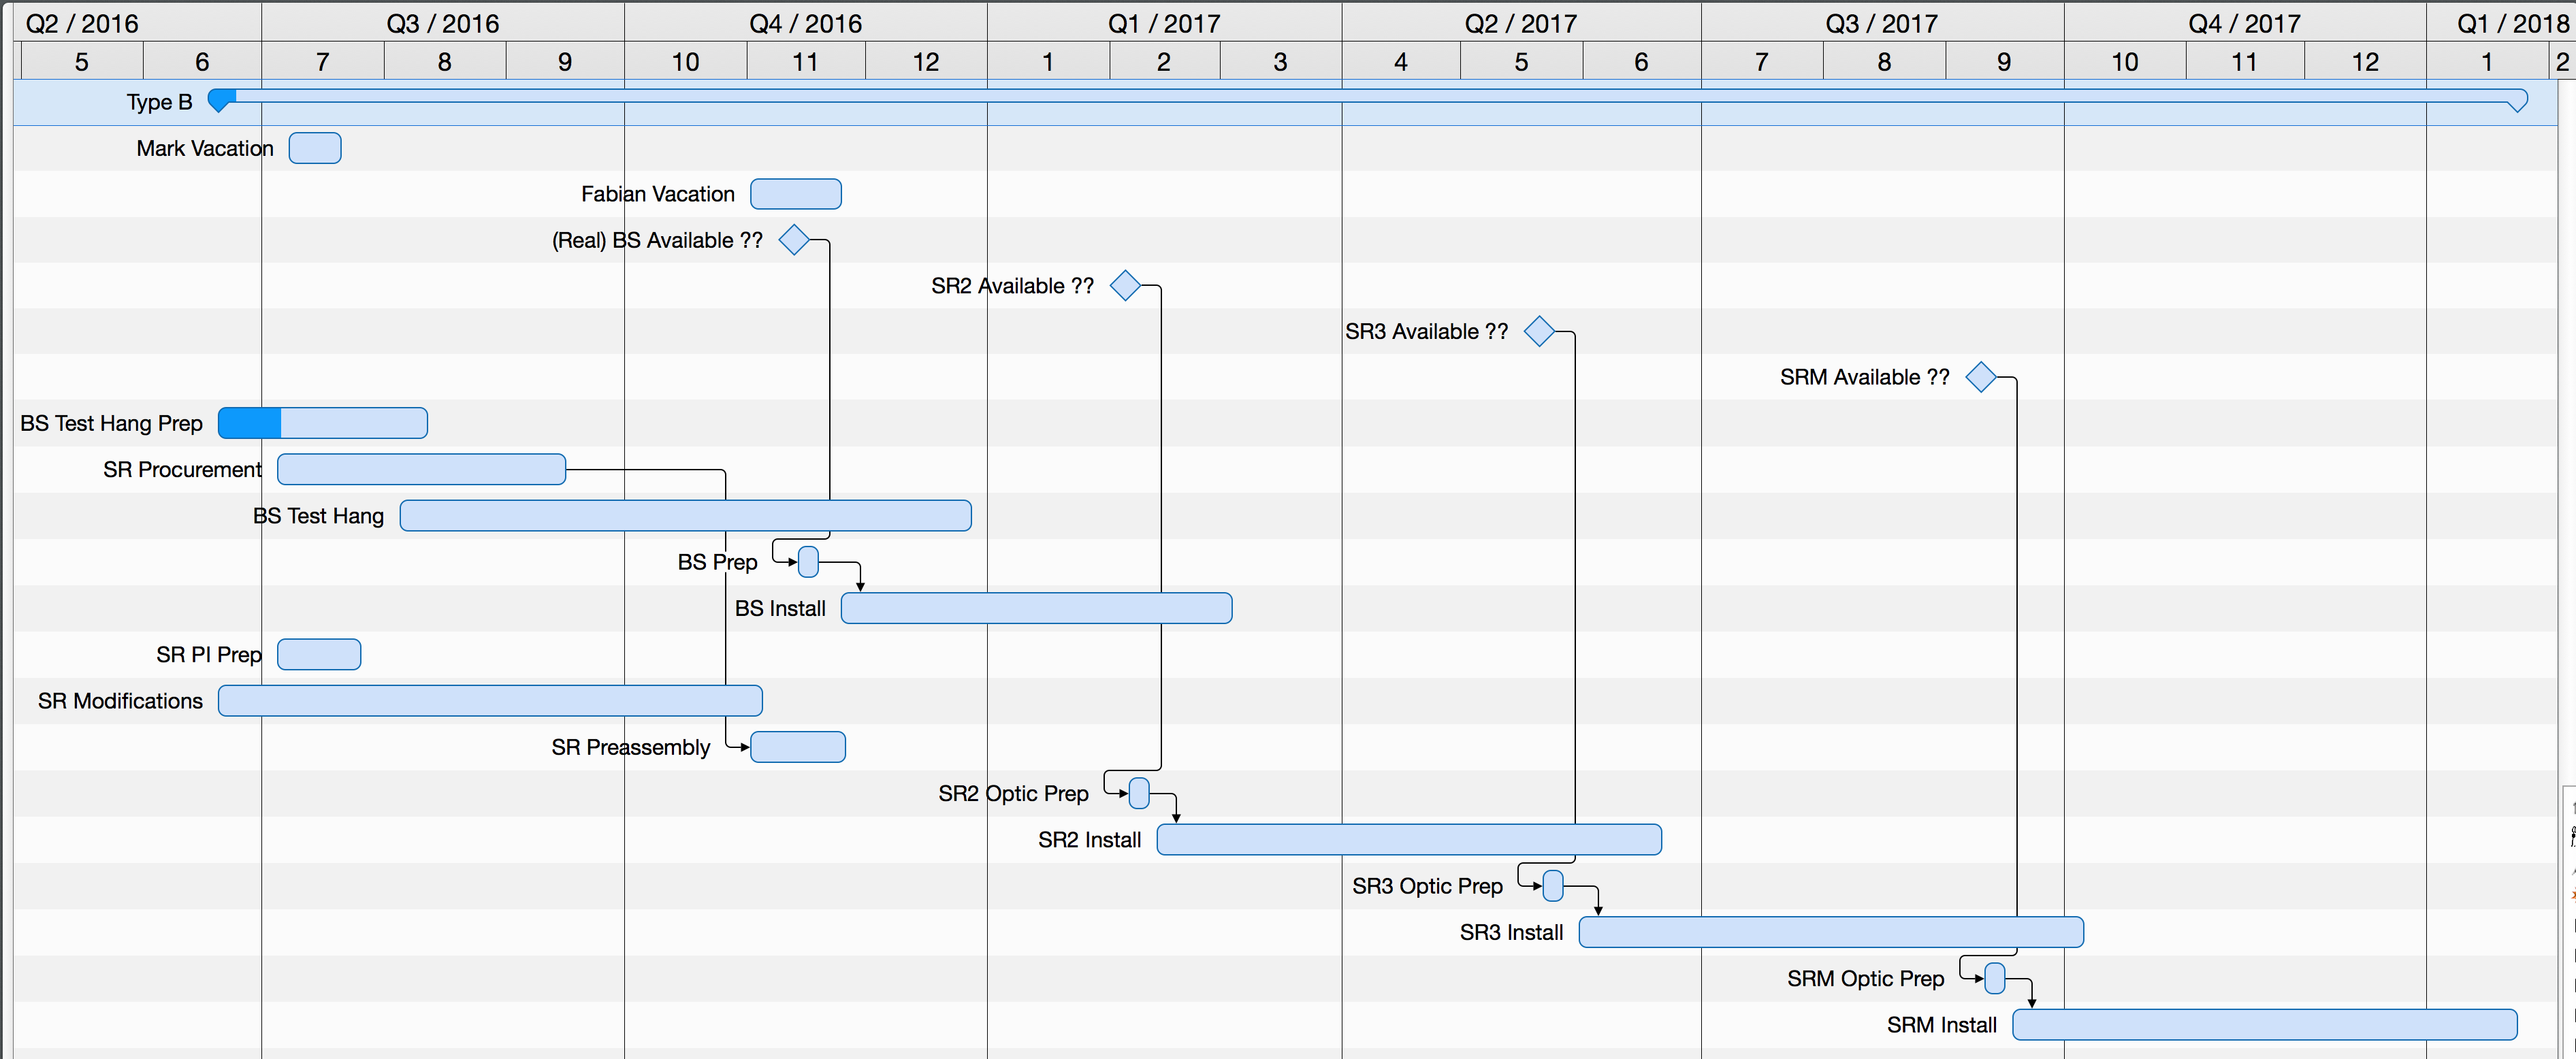 Q2 / 2016 Q3 / 2016 Q4 / 2016 Q1 / 2017 Q2 / 2017 Q3 / 2017 Q4 / 2017 Q1 / 2018
5 6 7 8 9 10 11 12 1 2 3 4 5 6 7 8 9 10 11 12 1 2
Type B
Mark Vacation
Fabian Vacation
(Real) BS Available ??
SR2 Available ??
SR3 Available ??
SRM Available ??
BS Test Hang Prep
SR Procurement
BS Test Hang
BS Prep
BS Install
SR PI Prep
SR Modifications
SR Preassembly
SR2 Optic Prep
SR2 Install
SR3 Optic Prep
SR3 Install
SRM Optic Prep
SRM Install